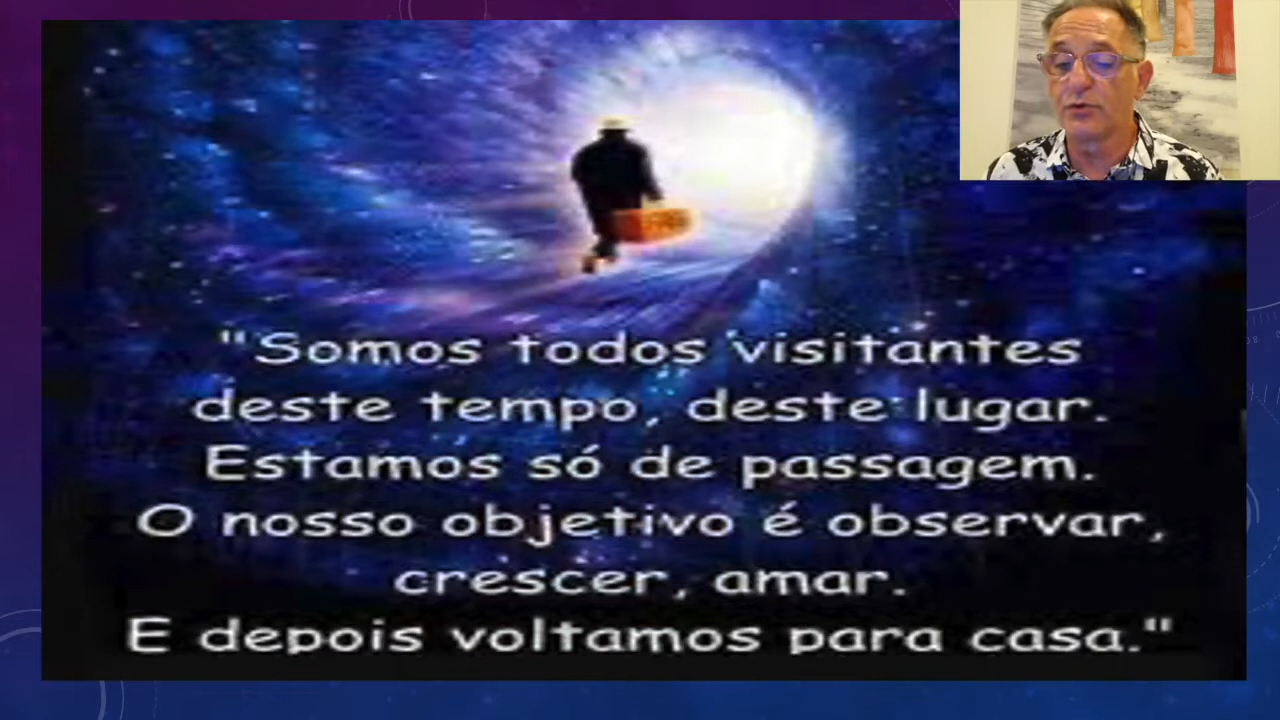 "Somos todos visitantes
deste tempo, deste lugar.
Estamos só de passagem.
O nosso objetivo é observar,
crescer, amar.
E depois voltamos para casa."